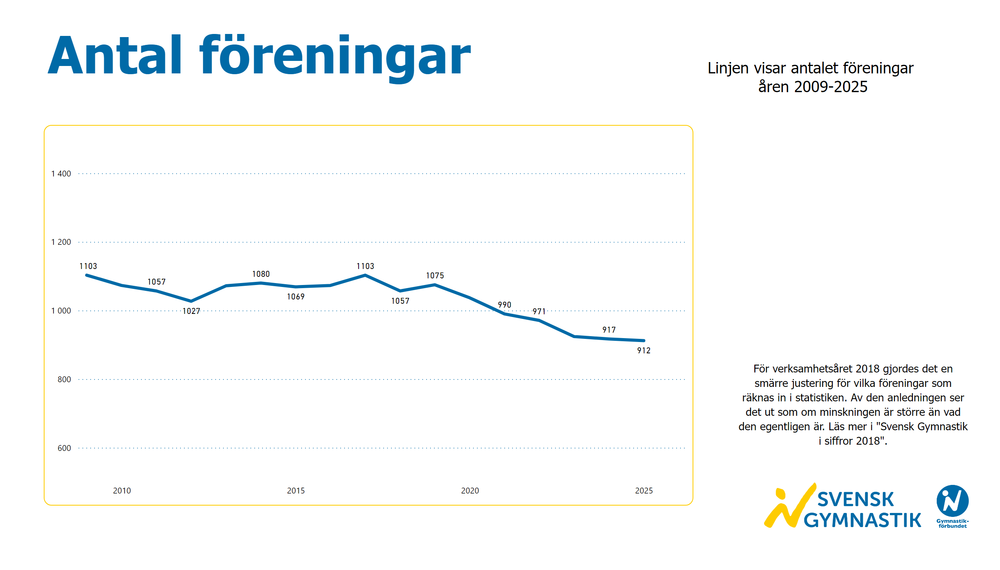 Antal föreningar
Linjen visar antalet föreningar
åren 2009-2025
1 400
1 200
1 000
800
600
1103
1057
1027
1080
1069
1103
1057
1075
990
971
917
912
2010
2015
2020
2025
För verksamhetsåret 2018 gjordes det en
smärre justering för vilka föreningar som
räknas in i statistiken. Av den anledningen ser
det ut som om minskningen är större än vad
den egentligen är. Läs mer i "Svensk Gymnastik
i siffror 2018".
SVENSK
GYMNASTIK
Gymnastik-
förbundet